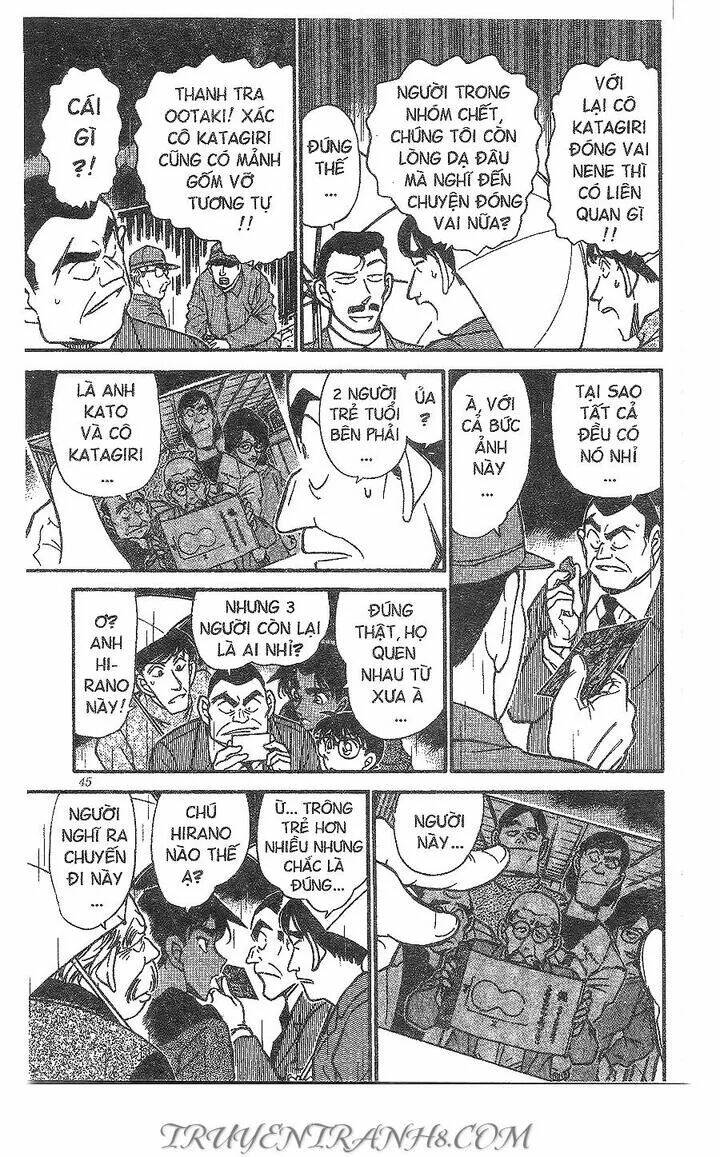 VỚI
LẠI CÔ
KATAGIRI
ĐÓNG VAI
NENE THÌ
CÓ LIÊN
QUAN GÌ
!!
NGƯỜI TRONG
NHÓM CHẾT,
CHÚNG TÔI CÒN
LÒNG DẠ ĐÂU
MÀ NGHĨ ĐẾN
CHUYỆN ĐÓNG
VAI NỮA?
ĐÚNG
THẾ
...
THANH TRA
OOTAKI! XÁC
CÔ KATAGIRI
CŨNG CÓ MẢNH
GỐM VỠ
TƯƠNG TỰ
!!
CÁI
GÌ
?!
TẠI SAO
TẤT CẢ
ĐỀU CÓ
NÓ NHỈ
...
À, VỚI
CẢ BỨC
ẢNH
NÀY
...
ỦA
?
2 NGƯỜI
TRẺ TUỔI
BÊN PHẢI
...
LÀ ANH
KATO
VÀ CÔ
KATAGIRI
ĐÚNG
THẬT, HỌ
QUEN
NHAU TỪ
XƯA À
...
NHƯNG 3
NGƯỜI CÒN LẠI
LÀ AI NHỈ?
Ơ?
ANH
HI-
RANO
NÀY!
45
NGƯỜI
NÀY...
Ừ... TRÔNG
TRẺ HƠN
NHIỀU NHƯNG
CHẮC LÀ
ĐÚNG...
CHÚ
HIRANO
NÀO THẾ
Ạ?
NGƯỜI
NGHĨ RA
CHUYẾN
ĐI NÀY
...
TRUYENTRANH8.COM